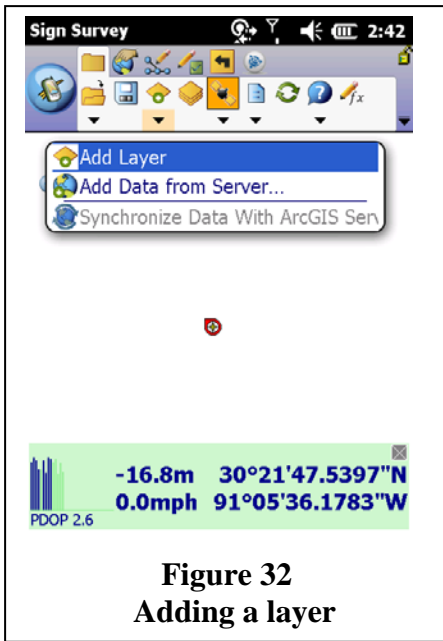 Sign Survey 2:42
fx
Add Layer
Add Data from Server...
Synchronize Data With ArcGIS Serv
-16.8m 30°21'47.5397"N
0.0mph 91°05'36.1783"W
PDOP 2.6
Figure 32
Adding a layer